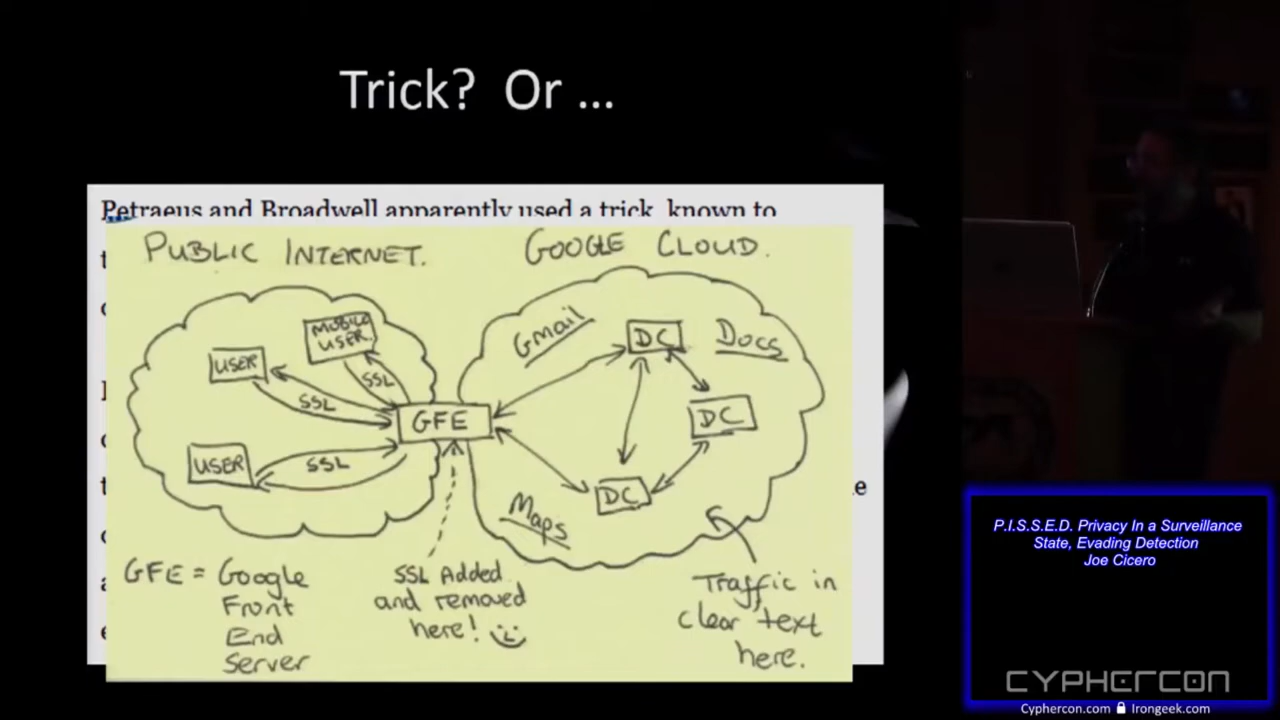 Trick? Or ...
Petraeus and Broadwell apparently used a trick, known to
PUBLIC INTERNET.
GOOGLE CLOUD.
MOBILE
USER.
USER
SSL
SSL
USER
SSL
GFE
Gmail
DC
Docs
DC
DC
Maps
GFE = Google
Front
End
Server
SSL Added
and removed
here!
Traffic in
clear text
here.
P.I.S.S.E.D. Privacy In a Surveillance
State, Evading Detection
Joe Cicero
CYPHERCON
Cyphercon.com Irongeek.com